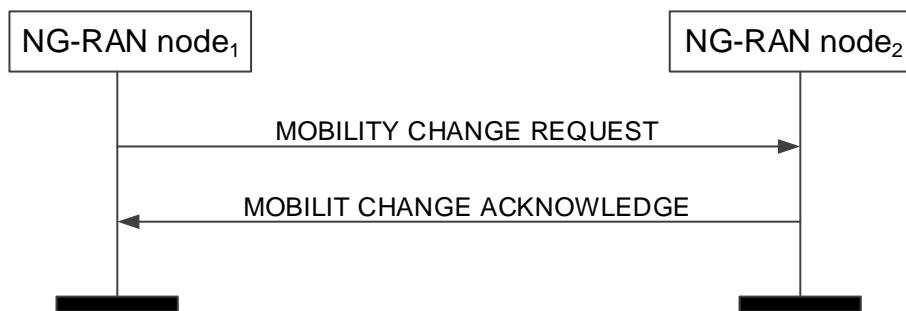 NG-RAN node₁
NG-RAN node₂
MOBILITY CHANGE REQUEST
MOBILIT CHANGE ACKNOWLEDGE